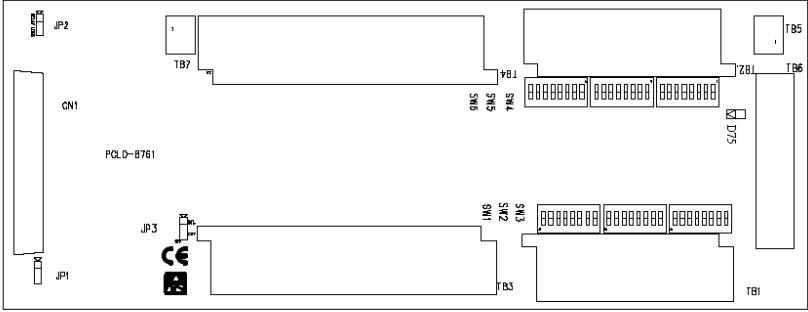 JP2
TB5
TB7
TB4
TB2
TB6
SW6
SW5
SW4
CN1
D75
PCLD-8761
JP3
SW1
SW2
SW3
CE
JP1
TB3
TB1